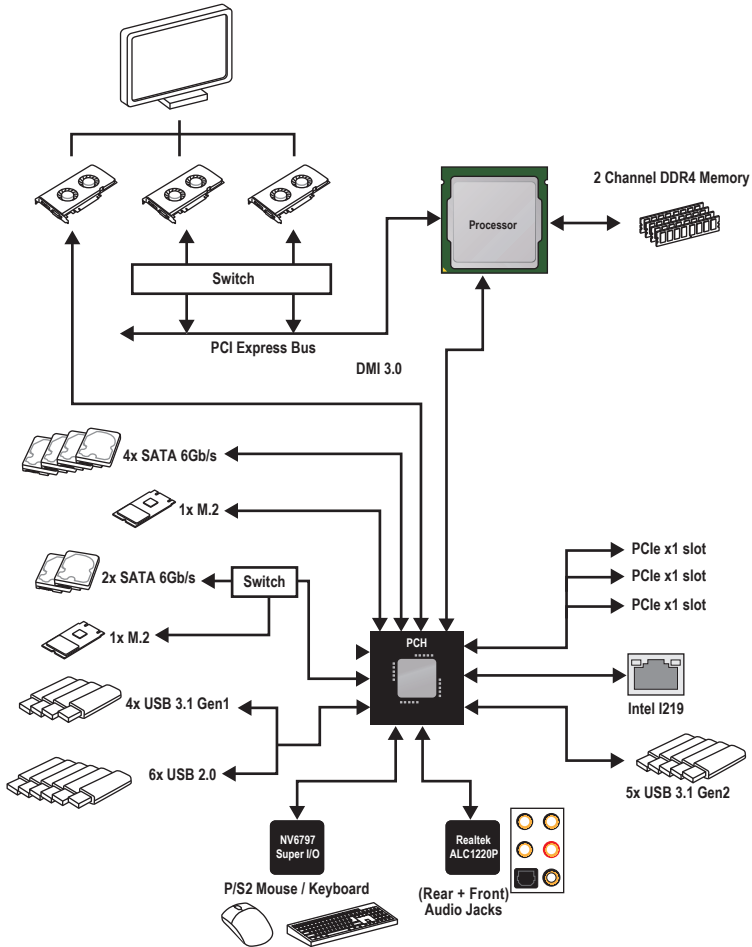 2 Channel DDR4 Memory
Processor
Switch
PCI Express Bus
DMI 3.0
4x SATA 6Gb/s
1x M.2
2x SATA 6Gb/s
Switch
1x M.2
PCIe x1 slot
PCIe x1 slot
PCIe x1 slot
PCH
Intel I219
4x USB 3.1 Gen1
6x USB 2.0
5x USB 3.1 Gen2
NV6797
Super I/O
Realtek
ALC1220P
P/S2 Mouse / Keyboard
(Rear + Front)
Audio Jacks